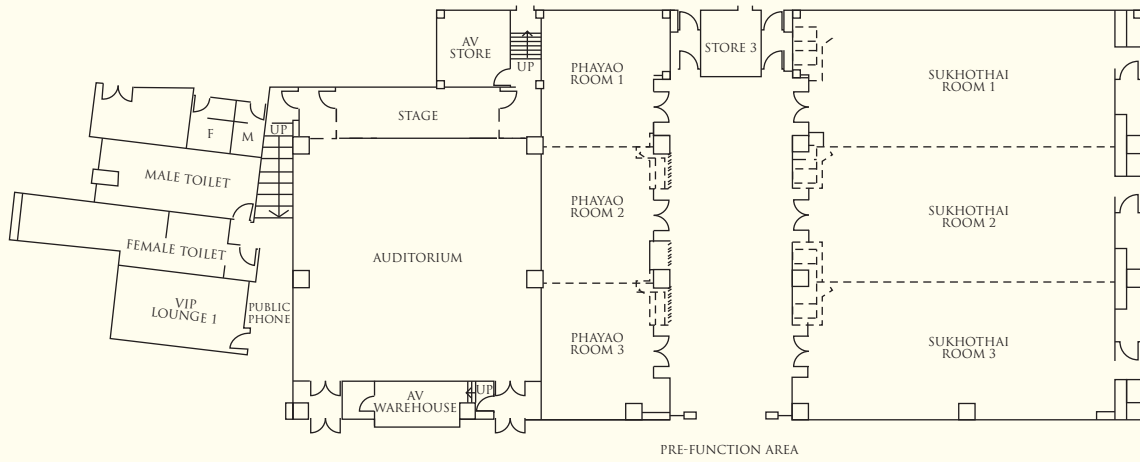 AV
STORE
UP
STORE 3
PHAYAO
ROOM 1
SUKHOTHAI
ROOM 1
STAGE
F
M
UP
MALE TOILET
PHAYAO
ROOM 2
SUKHOTHAI
ROOM 2
FEMALE TOILET
AUDITORIUM
VIP
LOUNGE 1
PUBLIC
PHONE
PHAYAO
ROOM 3
SUKHOTHAI
ROOM 3
AV
WAREHOUSE
UP
PRE-FUNCTION AREA